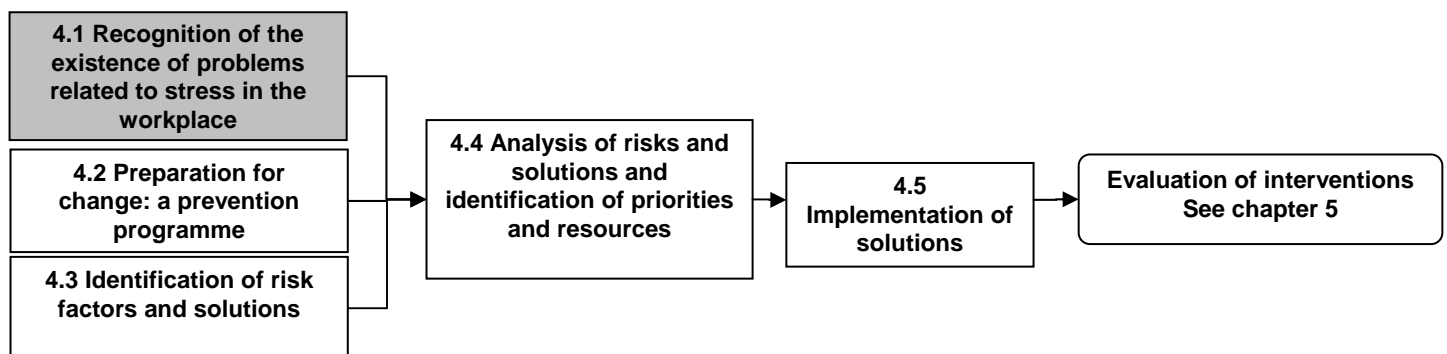 4.1 Recognition of the
existence of problems
related to stress in the
workplace
4.2 Preparation for
change: a prevention
programme
4.3 Identification of risk
factors and solutions
4.4 Analysis of risks and
solutions and
identification of priorities
and resources
4.5
Implementation of
solutions
Evaluation of interventions
See chapter 5